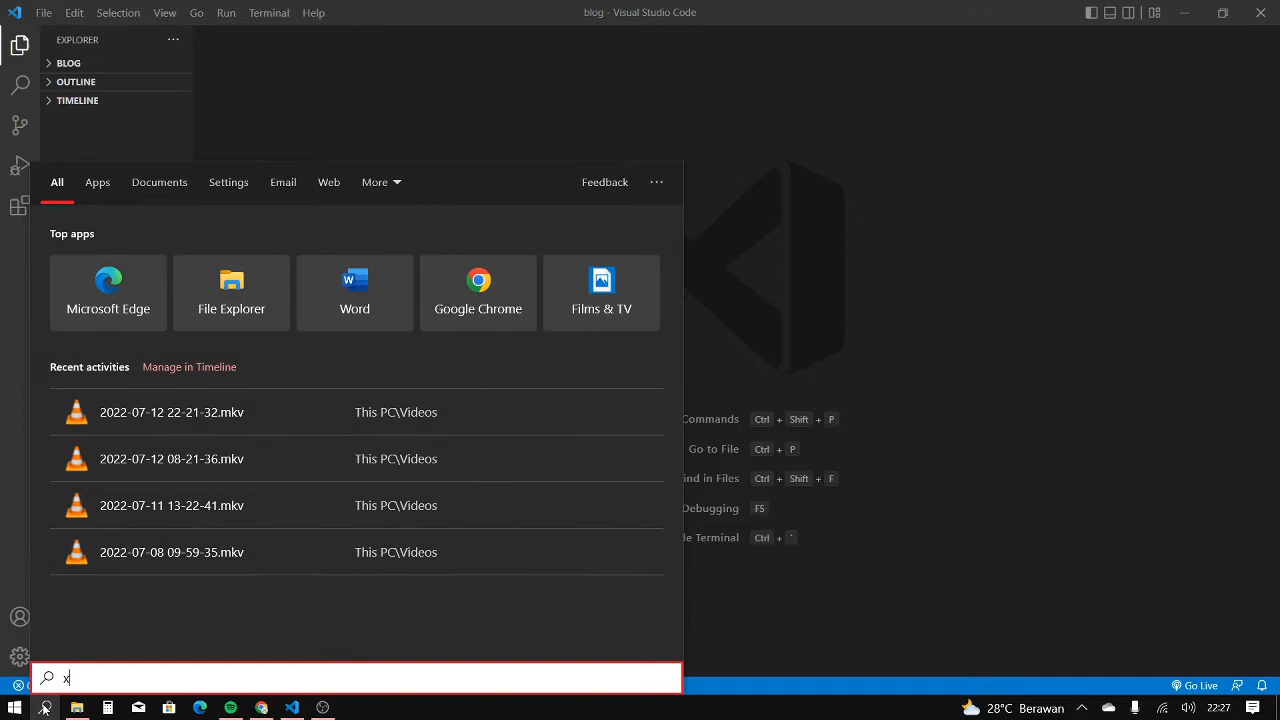 File Edit Selection View Go Run Terminal Help
blog - Visual Studio Code
EXPLORER
BLOG
OUTLINE
TIMELINE
All Apps Documents Settings Email Web More Feedback
Top apps
Microsoft Edge File Explorer Word Google Chrome Films & TV
Recent activities Manage in Timeline
2022-07-12 22-21-32.mkv This PC\Videos
2022-07-12 08-21-36.mkv This PC\Videos
2022-07-11 13-22-41.mkv This PC\Videos
2022-07-08 09-59-35.mkv This PC\Videos
Commands Ctrl + Shift + P
Go to File Ctrl + P
ind in Files Ctrl + Shift + F
Debugging F5
le Terminal Ctrl + `
x
Go Live
28°C Berawan 22:27